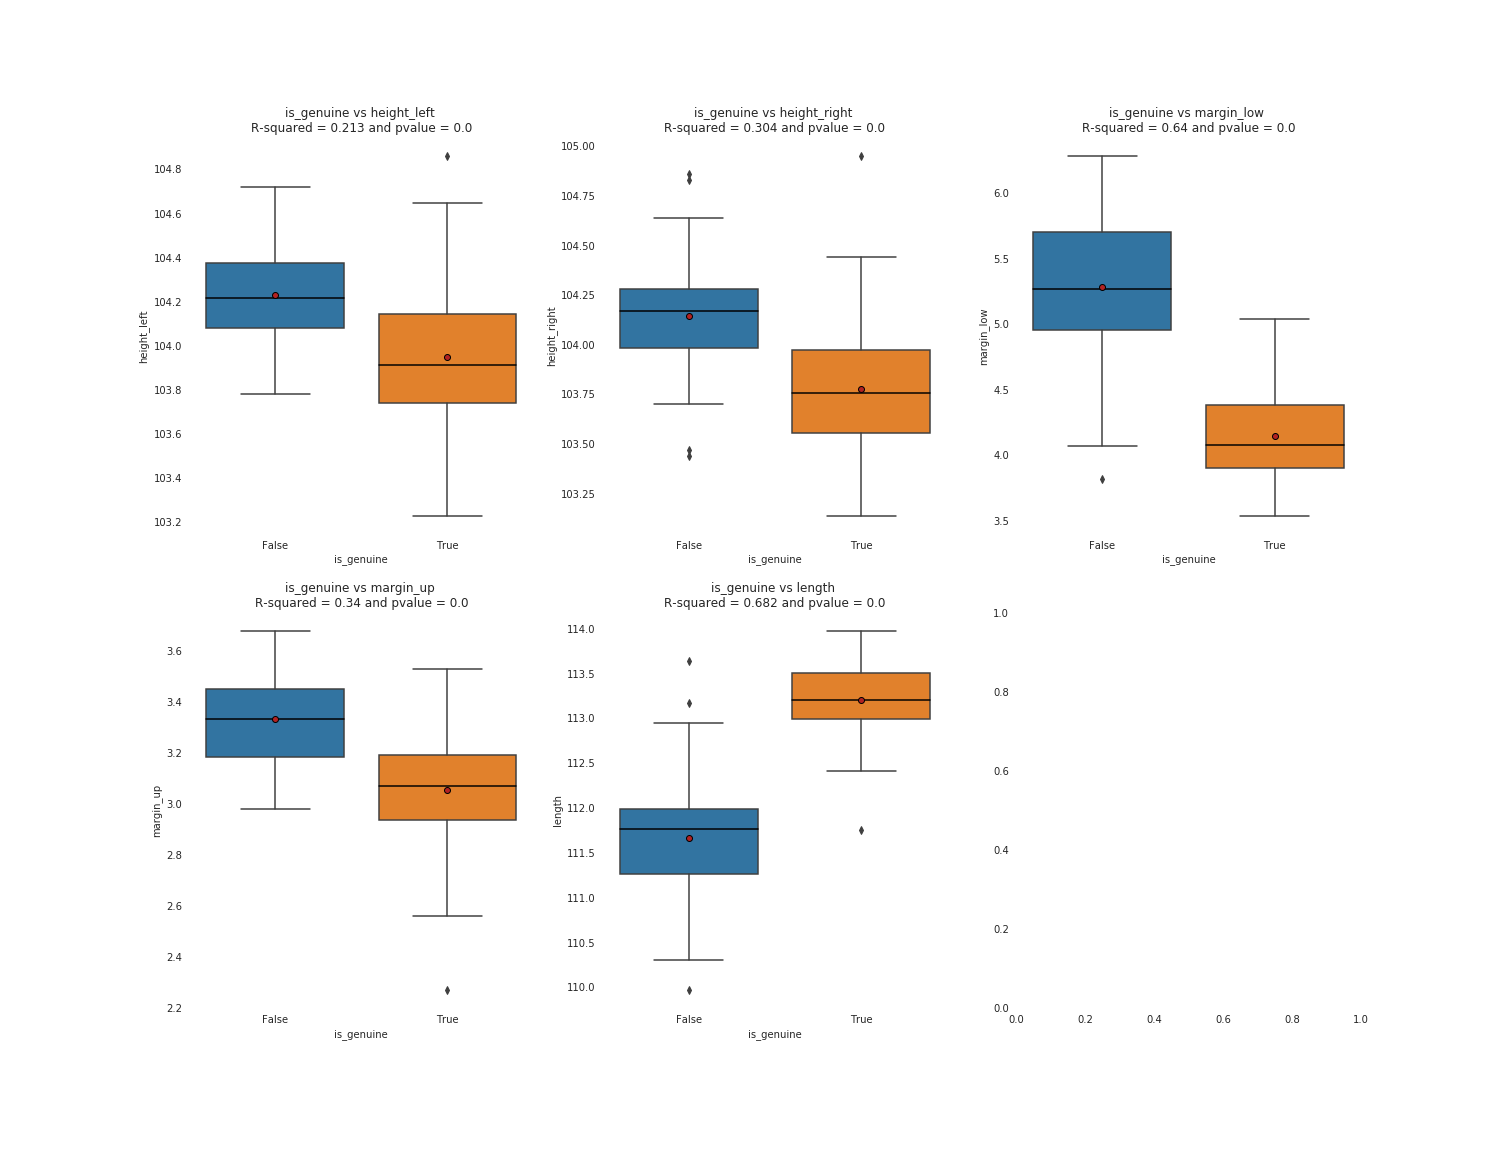 is_genuine vs height_left
R-squared = 0.213 and pvalue = 0.0
104.8
104.6
104.4
104.2
104.0
103.8
103.6
103.4
103.2
height_left
False True
is_genuine
is_genuine vs height_right
R-squared = 0.304 and pvalue = 0.0
105.00
104.75
104.50
104.25
104.00
103.75
103.50
103.25
height_right
False True
is_genuine
is_genuine vs margin_low
R-squared = 0.64 and pvalue = 0.0
6.0
5.5
5.0
4.5
4.0
3.5
margin_low
False True
is_genuine
is_genuine vs margin_up
R-squared = 0.34 and pvalue = 0.0
3.6
3.4
3.2
3.0
2.8
2.6
2.4
2.2
margin_up
False True
is_genuine
is_genuine vs length
R-squared = 0.682 and pvalue = 0.0
114.0
113.5
113.0
112.5
112.0
111.5
111.0
110.5
110.0
length
False True
is_genuine
1.0
0.8
0.6
0.4
0.2
0.0
0.0 0.2 0.4 0.6 0.8 1.0